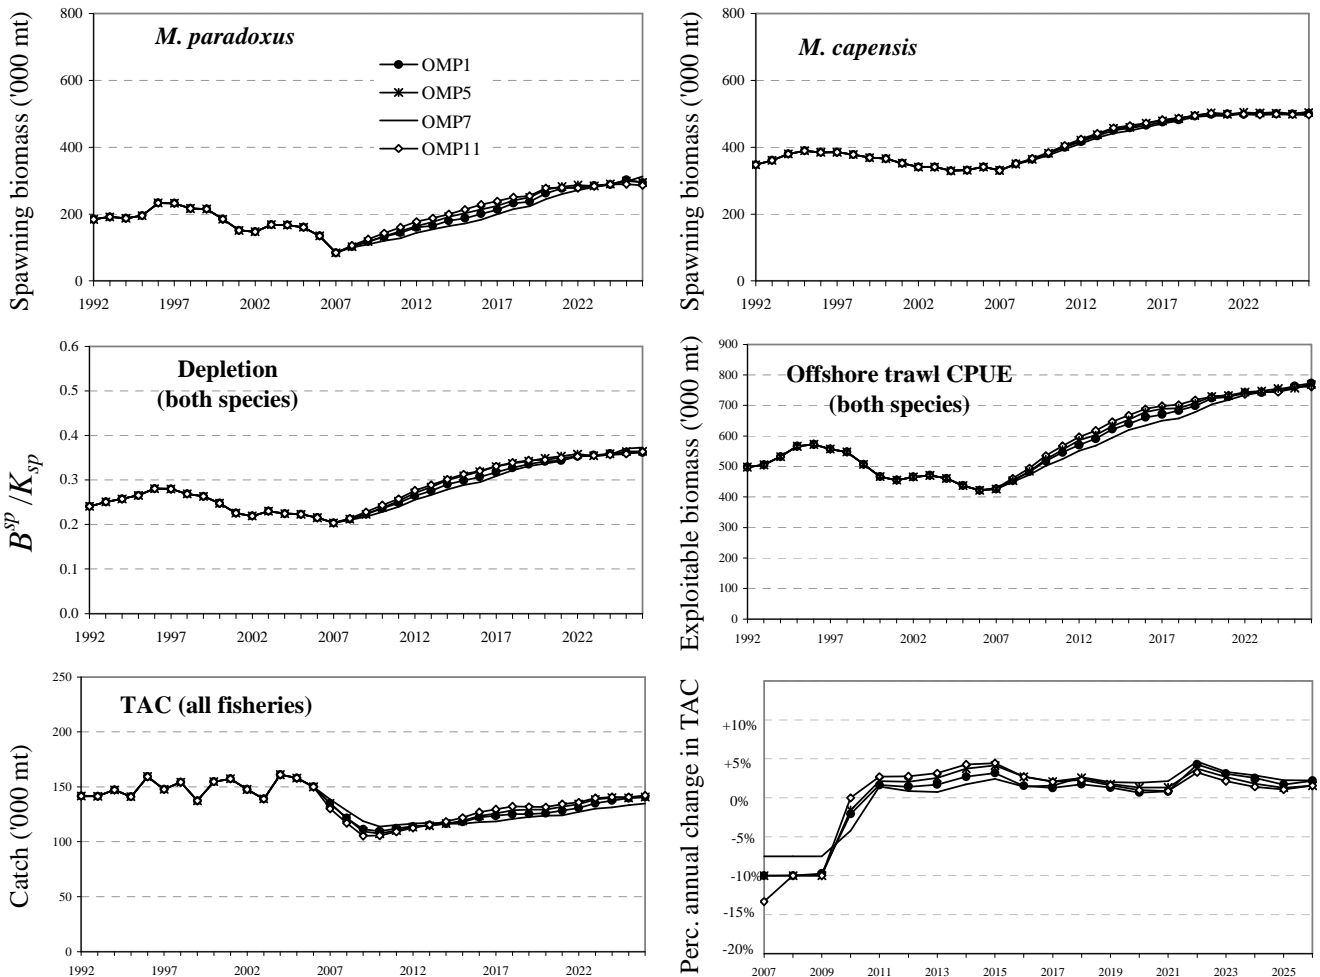 M. paradoxus
OMP1
OMP5
OMP7
OMP11
Spawning biomass ('000 mt)
800
600
400
200
0
1992 1997 2002 2007 2012 2017 2022
M. capensis
Spawning biomass ('000 mt)
800
600
400
200
0
1992 1997 2002 2007 2012 2017 2022
Depletion
(both species)
B^sp/K_sp
0.6
0.5
0.4
0.3
0.2
0.1
0.0
1992 1997 2002 2007 2012 2017 2022
Offshore trawl CPUE
(both species)
Exploitable biomass ('000 mt)
900
800
700
600
500
400
300
200
100
0
1992 1997 2002 2007 2012 2017 2022
TAC (all fisheries)
Catch ('000 mt)
250
200
150
100
50
0
1992 1997 2002 2007 2012 2017 2022
Perc. annual change in TAC
+10%
+5%
0%
-5%
-10%
-15%
-20%
2007 2009 2011 2013 2015 2017 2019 2021 2023 2025